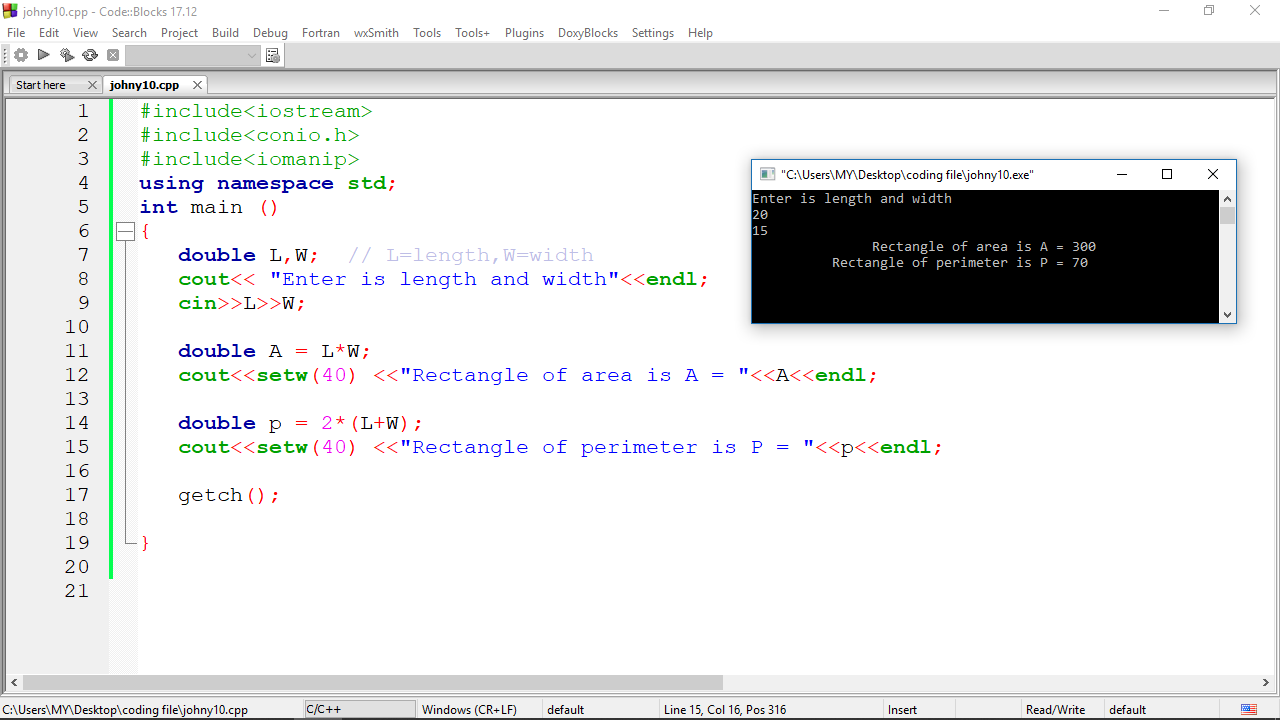 johny10.cpp - Code::Blocks 17.12
File Edit View Search Project Build Debug Fortran wxSmith Tools Tools+ Plugins DoxyBlocks Settings Help
Start here johny10.cpp
1 #include<iostream>
2 #include<conio.h>
3 #include<iomanip>
4 using namespace std;
5 int main ()
6 {
7 double L,W; // L=length,W=width
8 cout<< "Enter is length and width"<<endl;
9 cin>>L>>W;
10
11 double A = L*W;
12 cout<<setw(40) <<"Rectangle of area is A = "<<A<<endl;
13
14 double p = 2*(L+W);
15 cout<<setw(40) <<"Rectangle of perimeter is P = "<<p<<endl;
16
17 getch();
18
19 }
20
21
"C:\Users\MY\Desktop\coding file\johny10.exe"
Enter is length and width
20
15
Rectangle of area is A = 300
Rectangle of perimeter is P = 70
C:\Users\MY\Desktop\coding file\johny10.cpp C/C++ Windows (CR+LF) default Line 15, Col 16, Pos 316 Insert Read/Write default